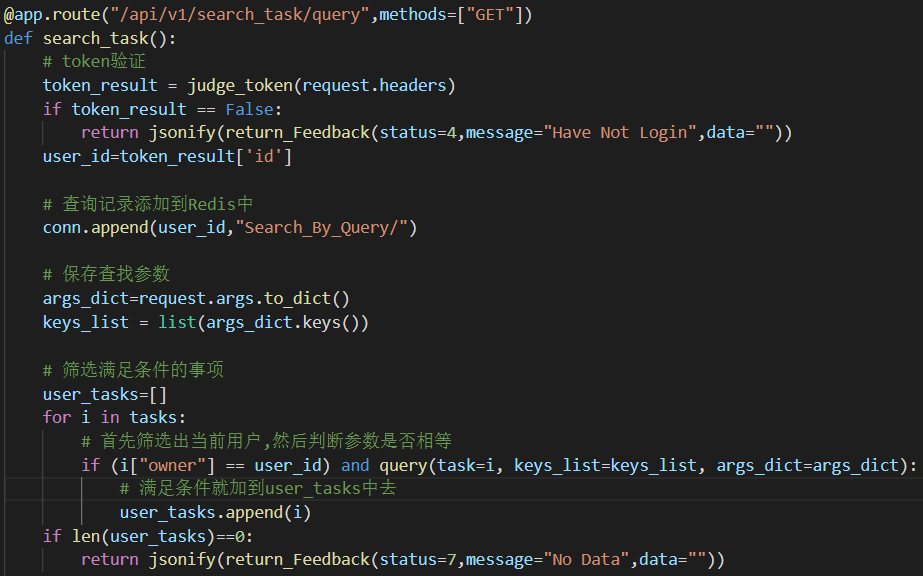 @app.route("/api/v1/search_task/query",methods=["GET"])
def search_task():
    # token验证
    token_result = judge_token(request.headers)
    if token_result == False:
        return jsonify(return_Feedback(status=4,message="Have Not Login",data=""))
    user_id=token_result['id']

    # 查询记录添加到Redis中
    conn.append(user_id,"Search_By_Query/")

    # 保存查找参数
    args_dict=request.args.to_dict()
    keys_list = list(args_dict.keys())

    # 筛选满足条件的事项
    user_tasks=[]
    for i in tasks:
        # 首先筛选出当前用户,然后判断参数是否相等
        if (i["owner"] == user_id) and query(task=i, keys_list=keys_list, args_dict=args_dict):
            # 满足条件就加到user_tasks中去
            user_tasks.append(i)
    if len(user_tasks)==0:
        return jsonify(return_Feedback(status=7,message="No Data",data=""))